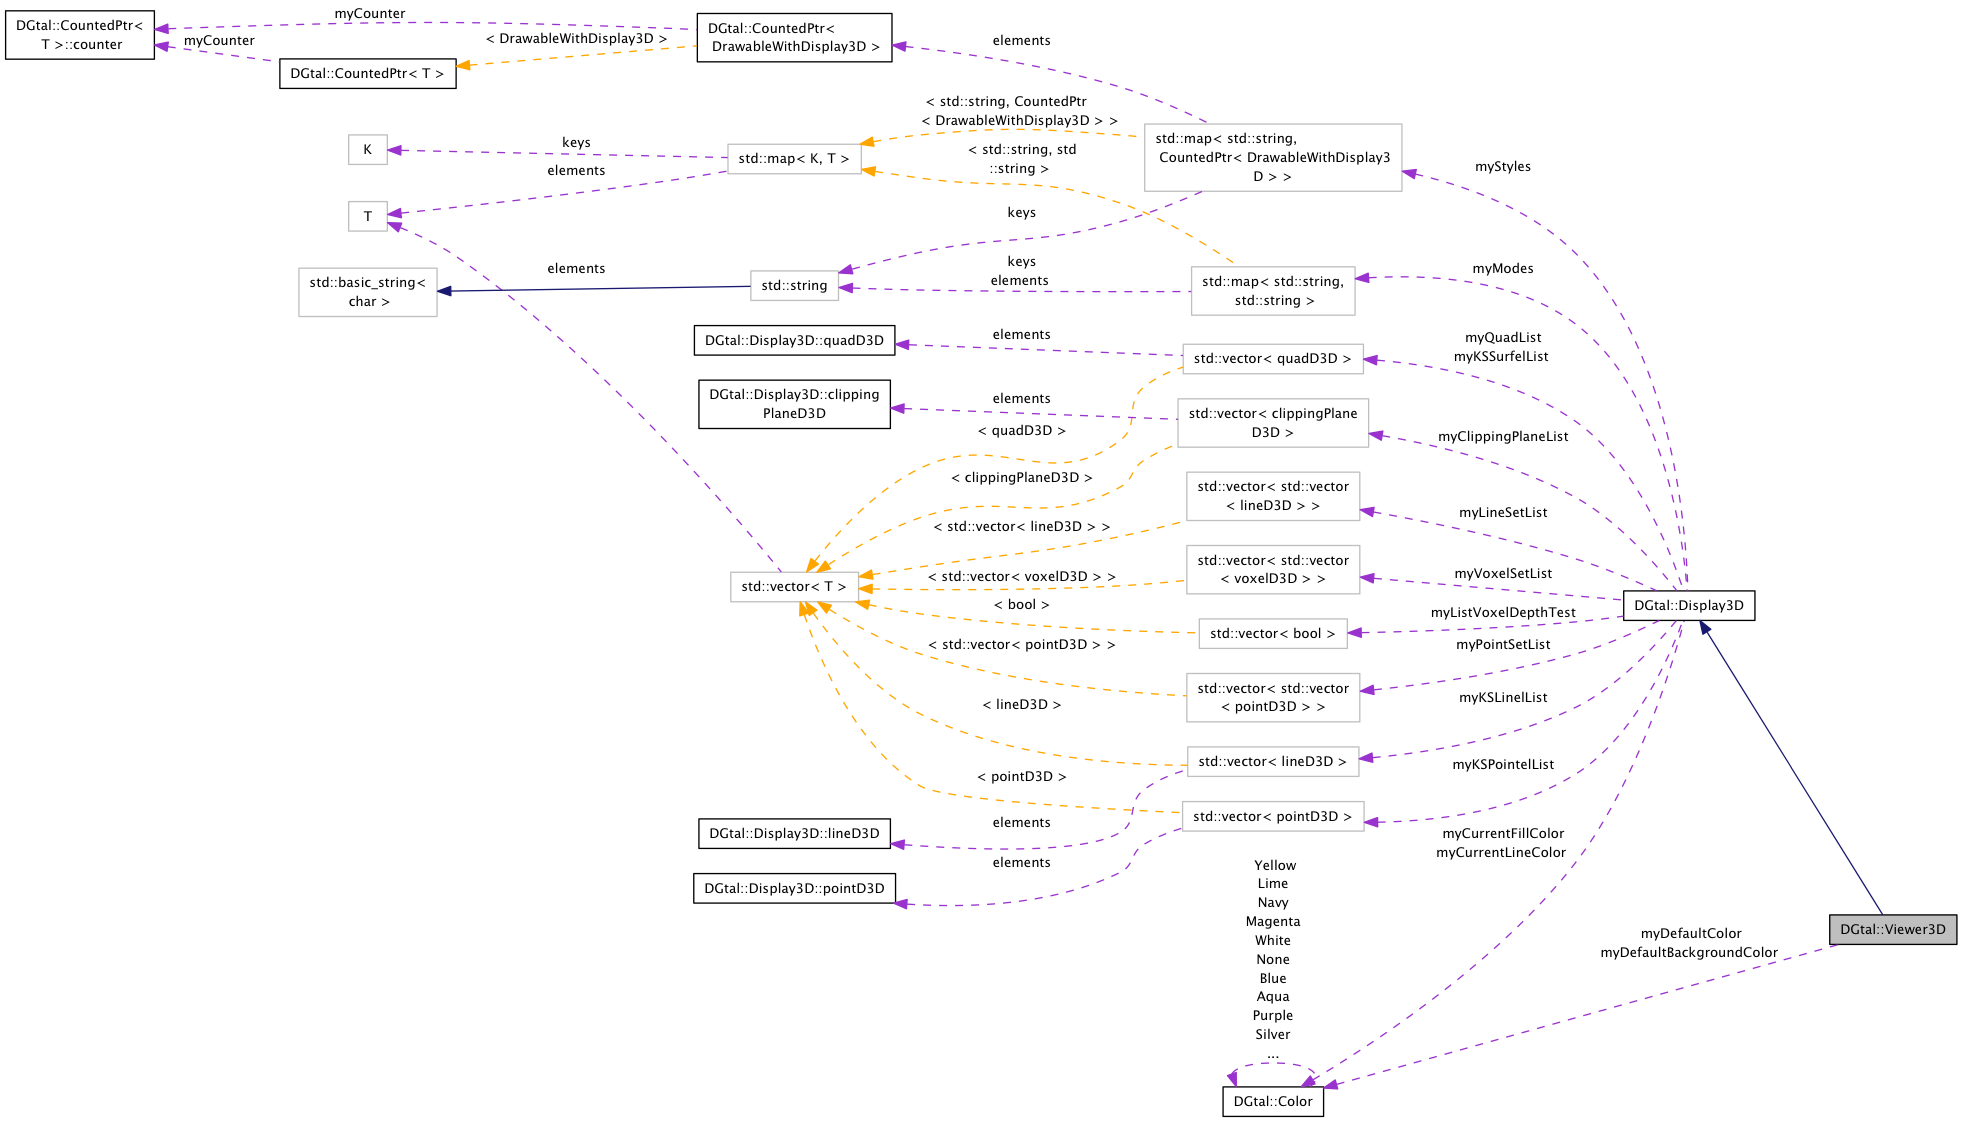 DGtal::CountedPtr<
T >::counter
myCounter
myCounter
DGtal::CountedPtr< T >
< DrawableWithDisplay3D >
DGtal::CountedPtr<
DrawableWithDisplay3D >
elements
< std::string, CountedPtr
< DrawableWithDisplay3D > >
std::map< std::string,
CountedPtr< DrawableWithDisplay3
D > >
K
keys
elements
std::map< K, T >
< std::string, std
::string >
myStyles
T
keys
std::basic_string<
char >
elements
std::string
keys
elements
std::map< std::string,
std::string >
myModes
DGtal::Display3D::quadD3D
elements
std::vector< quadD3D >
myQuadList
myKSSurfelList
DGtal::Display3D::clipping
PlaneD3D
elements
< quadD3D >
std::vector< clippingPlane
D3D >
myClippingPlaneList
< clippingPlaneD3D >
std::vector< std::vector
< lineD3D > >
myLineSetList
< std::vector< lineD3D > >
std::vector< T >
< std::vector< voxelD3D > >
std::vector< std::vector
< voxelD3D > >
myVoxelSetList
< bool >
std::vector< bool >
myListVoxelDepthTest
DGtal::Display3D
< std::vector< pointD3D > >
std::vector< std::vector
< pointD3D > >
myPointSetList
< lineD3D >
myKSLinelList
std::vector< lineD3D >
< pointD3D >
myKSPointelList
std::vector< pointD3D >
DGtal::Display3D::lineD3D
elements
DGtal::Display3D::pointD3D
elements
myCurrentFillColor
myCurrentLineColor
Yellow
Lime
Navy
Magenta
White
None
Blue
Aqua
Purple
Silver
...
DGtal::Color
myDefaultColor
myDefaultBackgroundColor
DGtal::Viewer3D